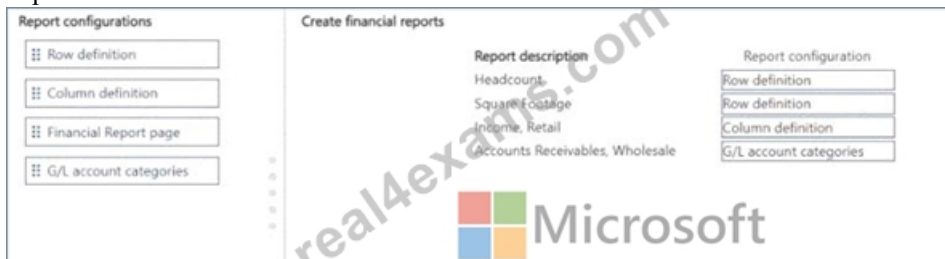 Report configurations
Create financial reports
Row definition
Column definition
Financial Report page
G/L account categories
Report description Report configuration
Headcount Row definition
Square Footage Row definition
Income, Retail Column definition
Accounts Receivables, Wholesale G/L account categories
real4exams.com
Microsoft